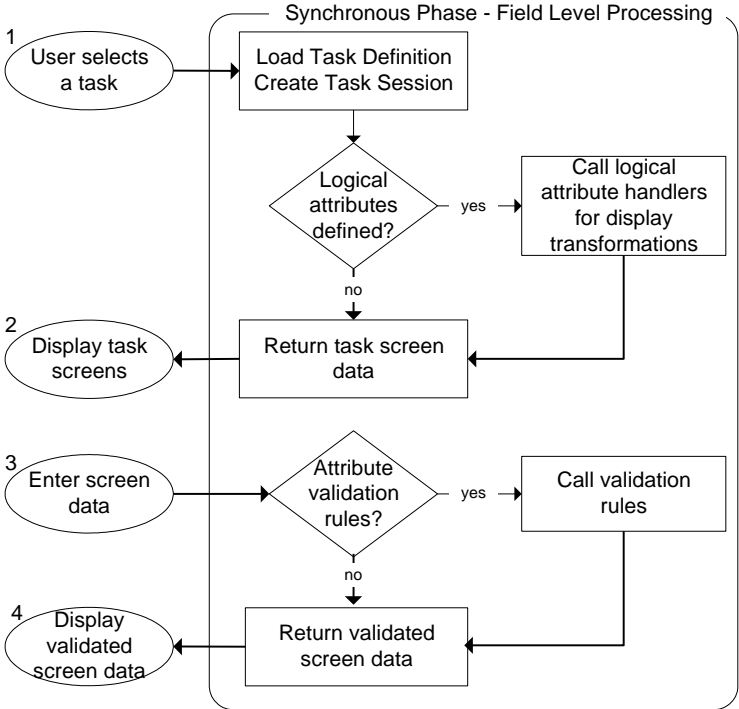 Synchronous Phase - Field Level Processing
1
User selects
a task
Load Task Definition
Create Task Session
Logical
attributes
defined?
yes
Call logical
attribute handlers
for display
transformations
no
2
Display task
screens
Return task screen
data
3
Enter screen
data
Attribute
validation
rules?
yes
Call validation
rules
no
4
Display
validated
screen data
Return validated
screen data